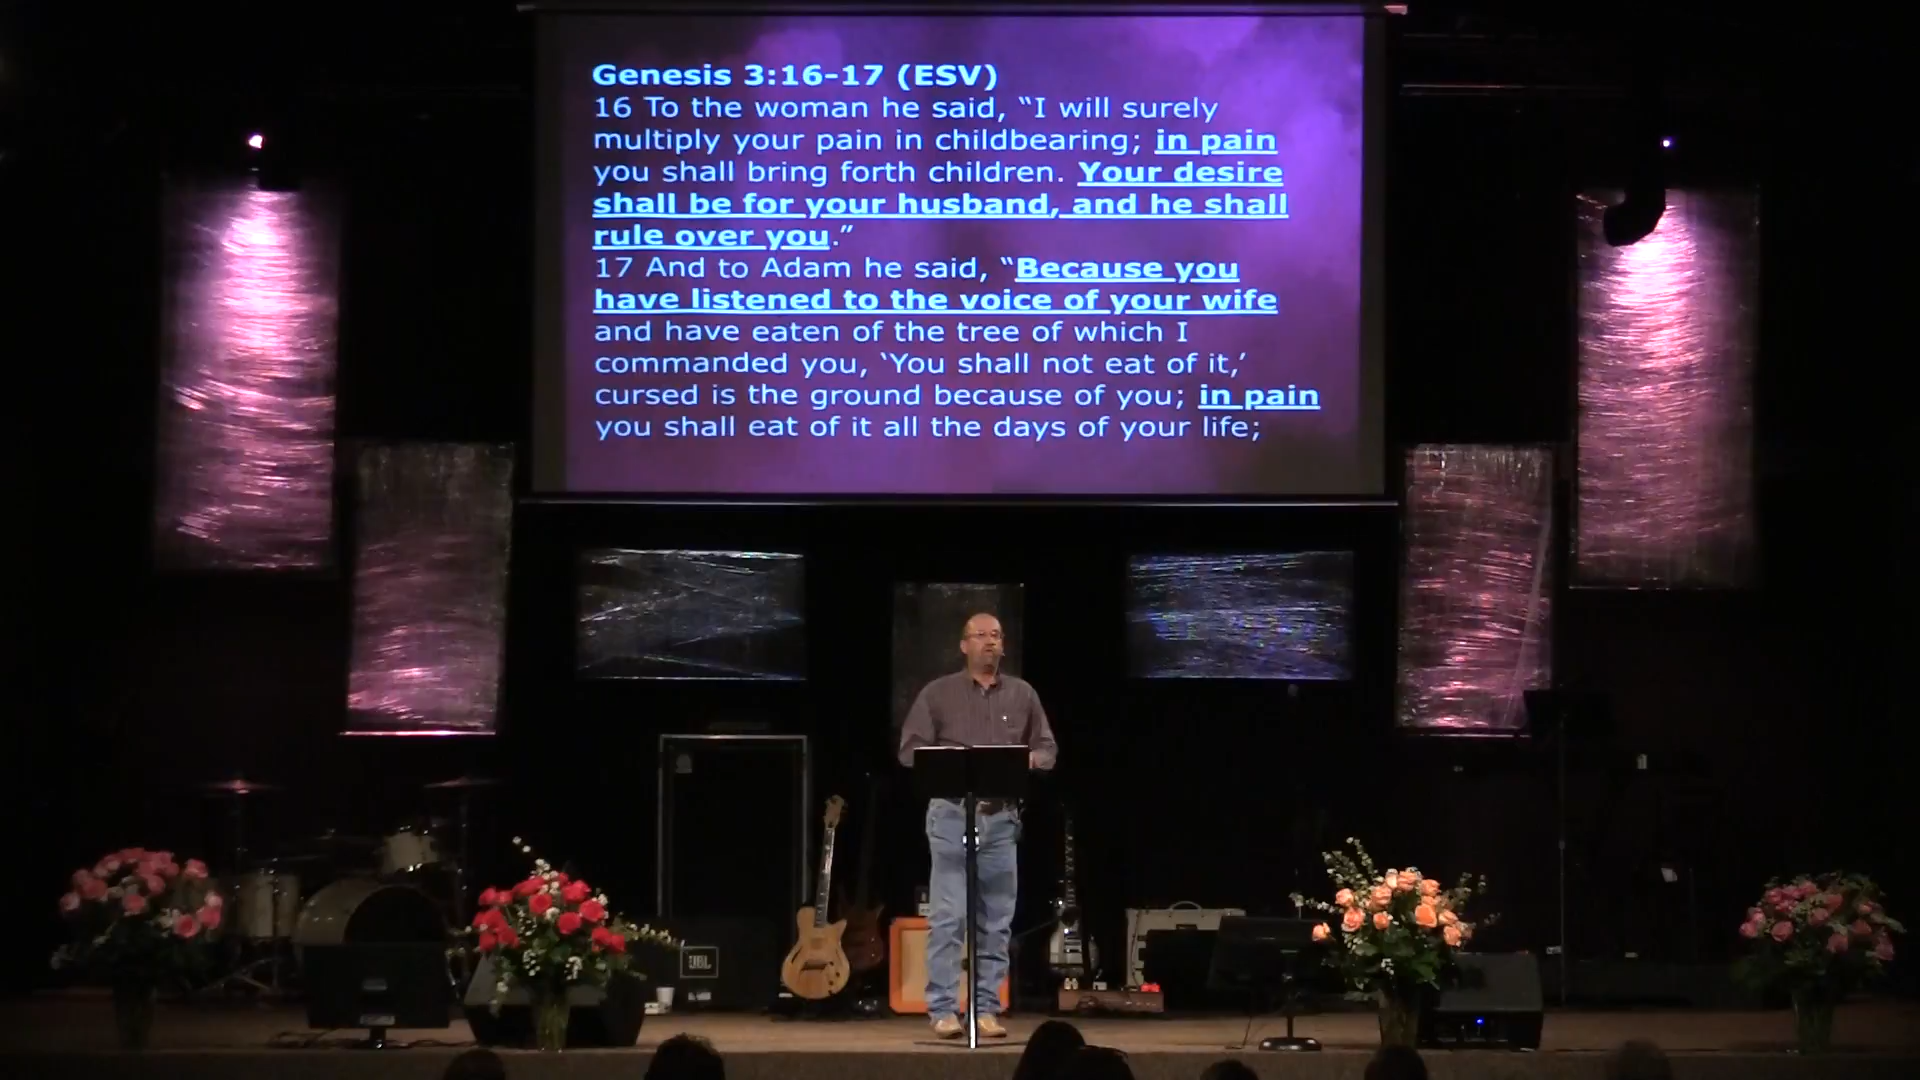 Genesis 3:16-17 (ESV)
16 To the woman he said, “I will surely
multiply your pain in childbearing; in pain
you shall bring forth children. Your desire
shall be for your husband, and he shall
rule over you.”
17 And to Adam he said, “Because you
have listened to the voice of your wife
and have eaten of the tree of which I
commanded you, ‘You shall not eat of it,’
cursed is the ground because of you; in pain
you shall eat of it all the days of your life;
JBL